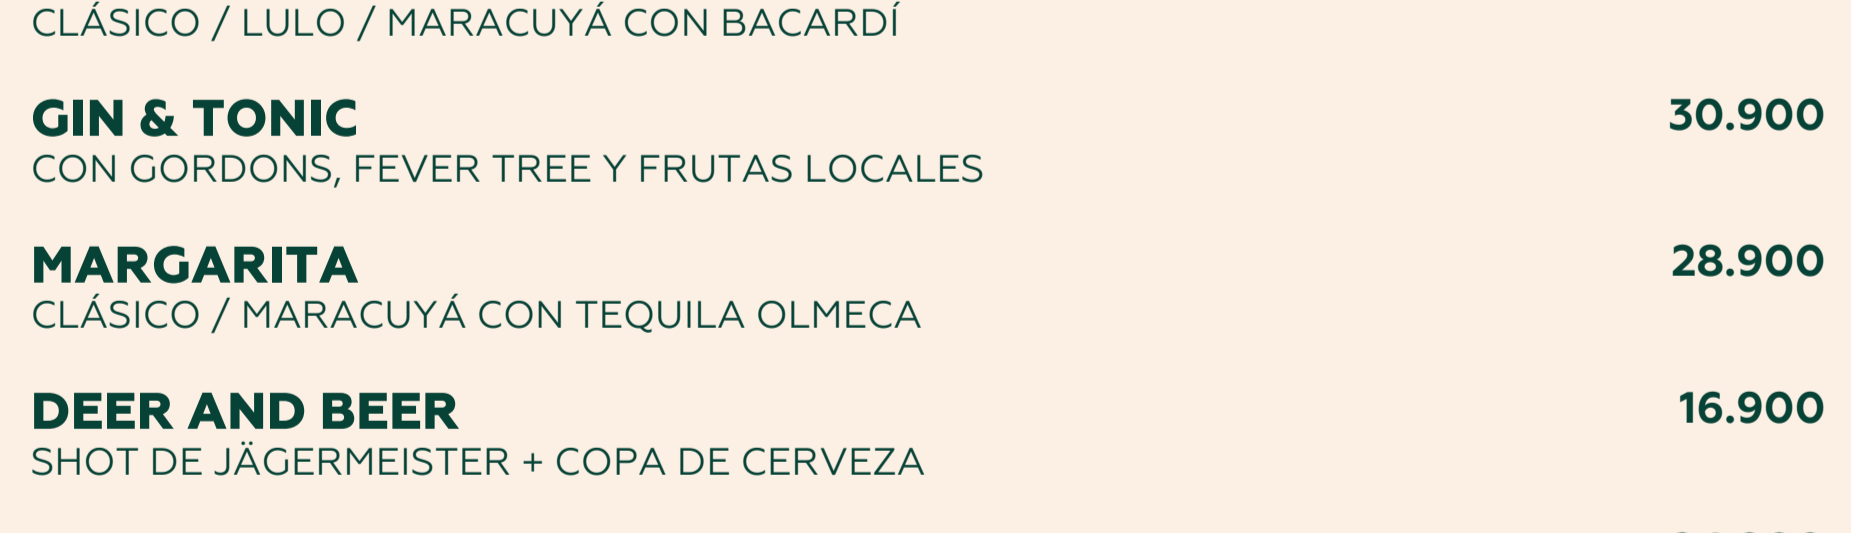 CLÁSICO / LULO / MARACUYÁ CON BACARDÍ
GIN & TONIC 30.900
CON GORDONS, FEVER TREE Y FRUTAS LOCALES
MARGARITA 28.900
CLÁSICO / MARACUYÁ CON TEQUILA OLMECA
DEER AND BEER 16.900
SHOT DE JÄGERMEISTER + COPA DE CERVEZA